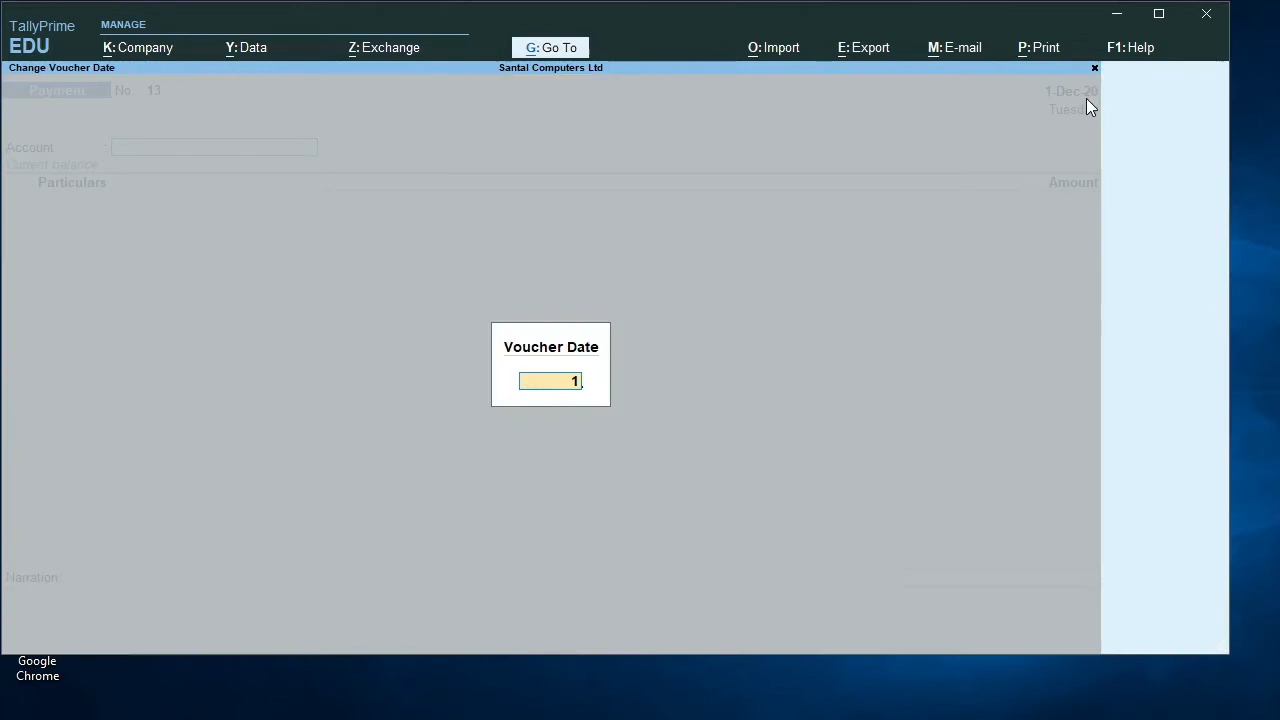 TallyPrime
EDU
MANAGE
K:Company
Y:Data
Z:Exchange
G:Go To
O:Import
E:Export
M:E-mail
P:Print
F1:Help
Change Voucher Date
Santal Computers Ltd
Payment No. 13
1-Dec-20
Account :
Current balance :
Particulars
Amount
Voucher Date
1.
Narration:
Google
Chrome